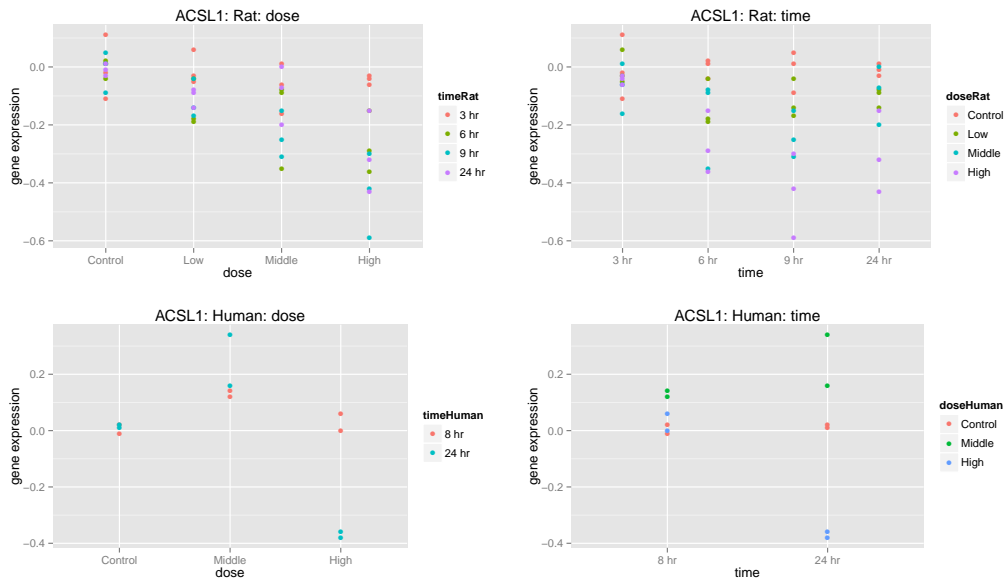 ACSL1: Rat: dose
gene expression
0.0
−0.2
−0.4
−0.6
Control Low Middle High
dose
timeRat
3 hr
6 hr
9 hr
24 hr
ACSL1: Rat: time
gene expression
0.0
−0.2
−0.4
−0.6
3 hr 6 hr 9 hr 24 hr
time
doseRat
Control
Low
Middle
High
ACSL1: Human: dose
gene expression
0.2
0.0
−0.2
−0.4
Control Middle High
dose
timeHuman
8 hr
24 hr
ACSL1: Human: time
gene expression
0.2
0.0
−0.2
−0.4
8 hr 24 hr
time
doseHuman
Control
Middle
High